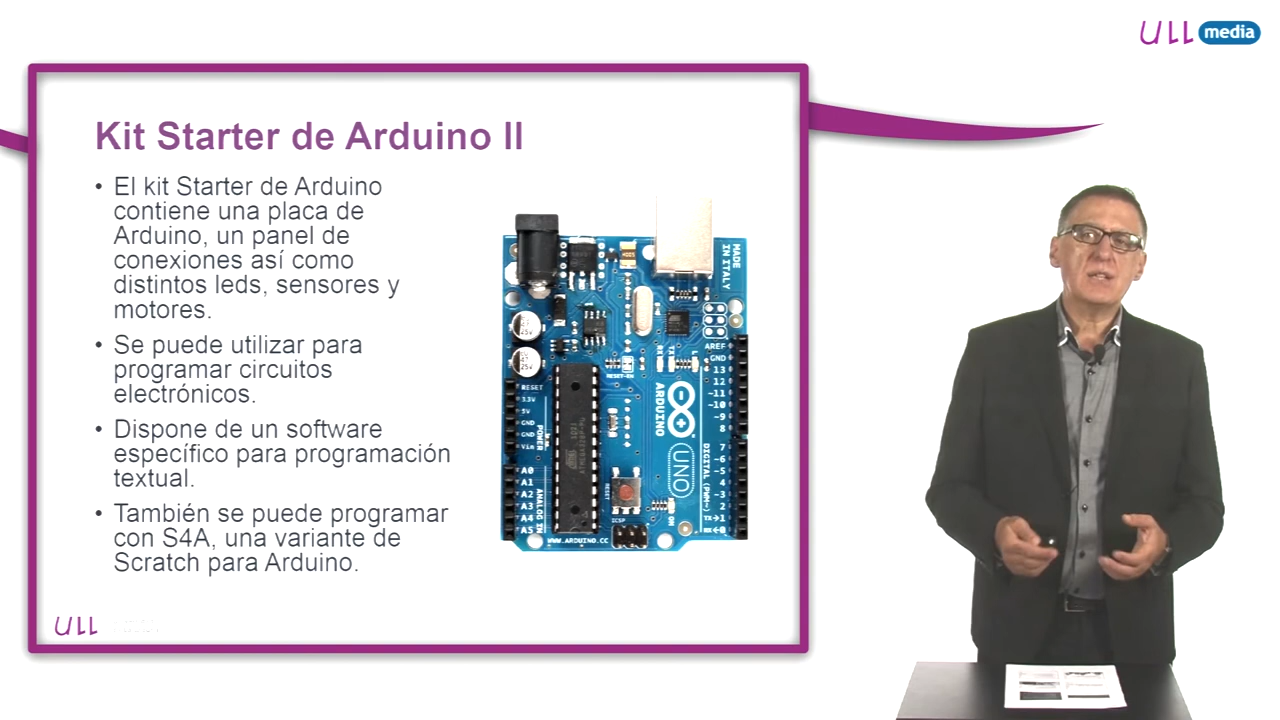 ULL media
Kit Starter de Arduino II
• El kit Starter de Arduino
contiene una placa de
Arduino, un panel de
conexiones así como
distintos leds, sensores y
motores.
• Se puede utilizar para
programar circuitos
electrónicos.
• Dispone de un software
específico para programación
textual.
• También se puede programar
con S4A, una variante de
Scratch para Arduino.
MADE
IN ITALY
AREF
GND
13
12
~11
~10
~9
8
7
~6
~5
4
~3
2
TX→1
RX←0
DIGITAL (PWM~)
ARDUINO
UNO
TX
L
ON
RESET-EN
RESET
3.3V
5V
GND
GND
Vin
POWER
A0
A1
A2
A3
A4
A5
ANALOG IN
RESET
ICSP
WWW.ARDUINO.CC
ULL